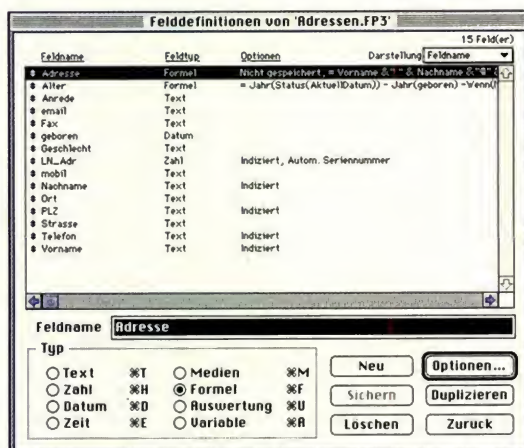 Felddefinitionen von 'Adressen.FP3'
15 Feld(er)
Feldname Feldtyp Optionen Darstellung Feldname
Adresse Formel Nicht gespeichert, = Vorname &" " & Nachname &"¶" &
Alter Formel = Jahr(Status(AktuellDatum)) - Jahr(geboren) -Wenn(
Anrede Text
email Text
Fax Text
geboren Datum
Geschlecht Text
LN_Adr Zahl Indiziert, Autom. Seriennummer
mobil Text
Nachname Text Indiziert
Ort Text
PLZ Text Indiziert
Strasse Text
Telefon Text Indiziert
Vorname Text Indiziert
Feldname Adresse
Typ
Text ⌘T Medien ⌘M
Zahl ⌘H Formel ⌘F
Datum ⌘D Auswertung ⌘U
Zeit ⌘E Variable ⌘A
Neu Optionen...
Sichern Duplizieren
Löschen Zurück